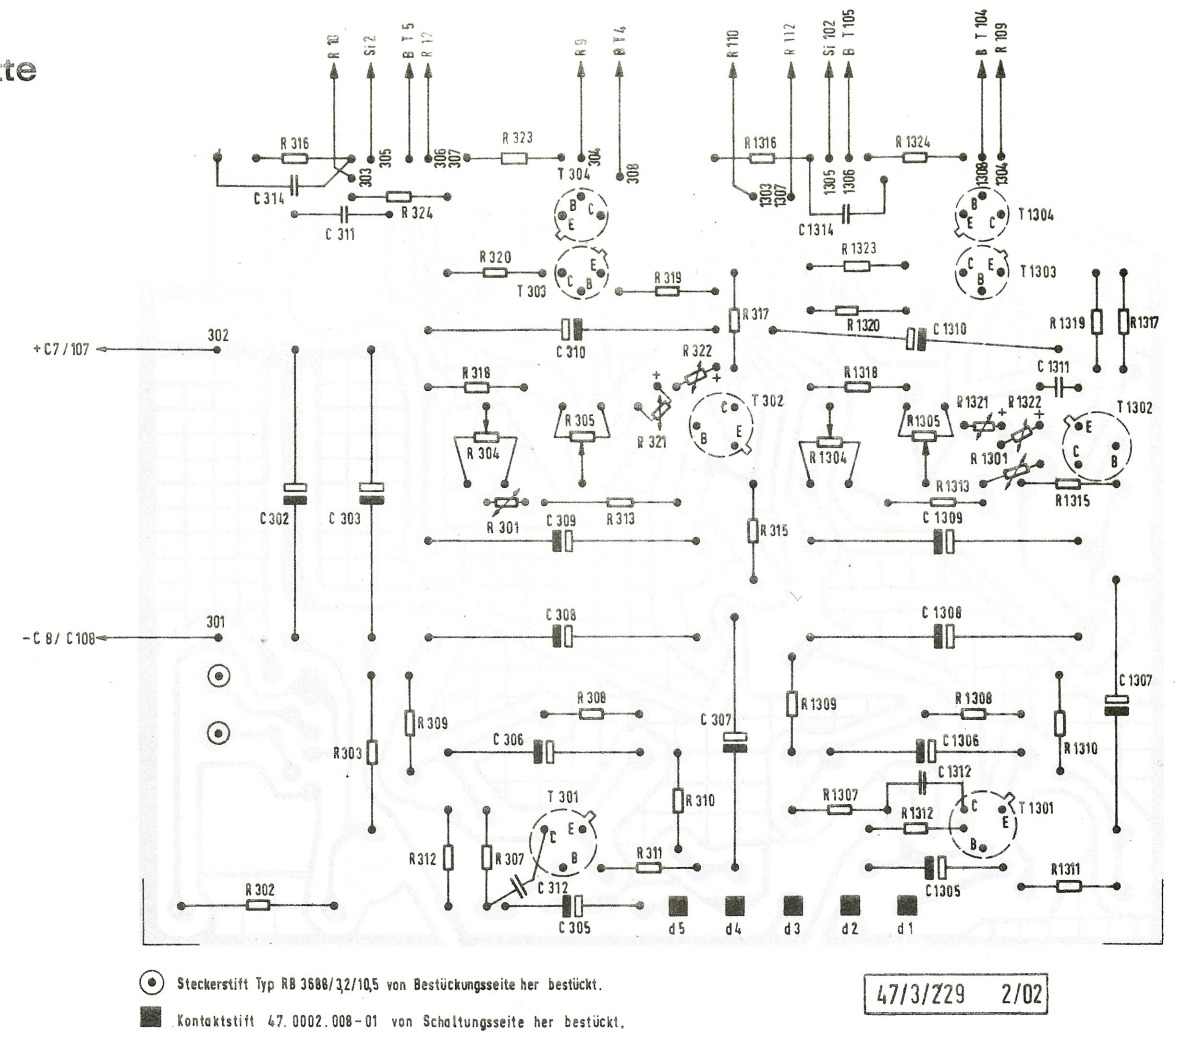 tte
R 10
Si 2
B T 5
R 12
R 9
B T 4
R 110
R 112
Si 102
B T 105
B T 104
R 109
R 316
305
306
307
R 323
304
R 1316
R 1324
303
T 304
308
1303
1307
1305
1306
1308
1304
C 314
R 324
C 311
B
C
E
C 1314
B
E
C
T 1304
R 1323
R 320
T 303
E
C
B
R 319
C
E
B
T 1303
R 317
302
+C7/107
C 310
R 1320
C 1310
R 1319
R 1317
R 322
+
+
R 318
R 1318
C 1311
R 305
R 321
C
B
E
T 302
R 1305
R 1321
+
R 1322
+
T 1302
E
C
B
R 304
R 1304
R 1301
C 302
C 303
R 301
C 309
R 313
R 315
R 1313
C 1309
R 1315
301
-C 8/ C 108
C 308
C 1308
R 309
R 308
C 307
R 1309
R 1308
C 1307
R 303
C 306
C 1306
R 1310
C 1312
R 310
T 301
C
E
B
R 1307
R 1312
C
E
B
T 1301
R 312
R 307
C 312
R 311
C 1305
R 1311
R 302
C 305
d5
d4
d3
d2
d1
Steckerstift Typ RB 3688/3,2/10,5 von Bestückungsseite her bestückt.
Kontaktstift 47.0002.008-01 von Schaltungsseite her bestückt.
47/3/229 2/02